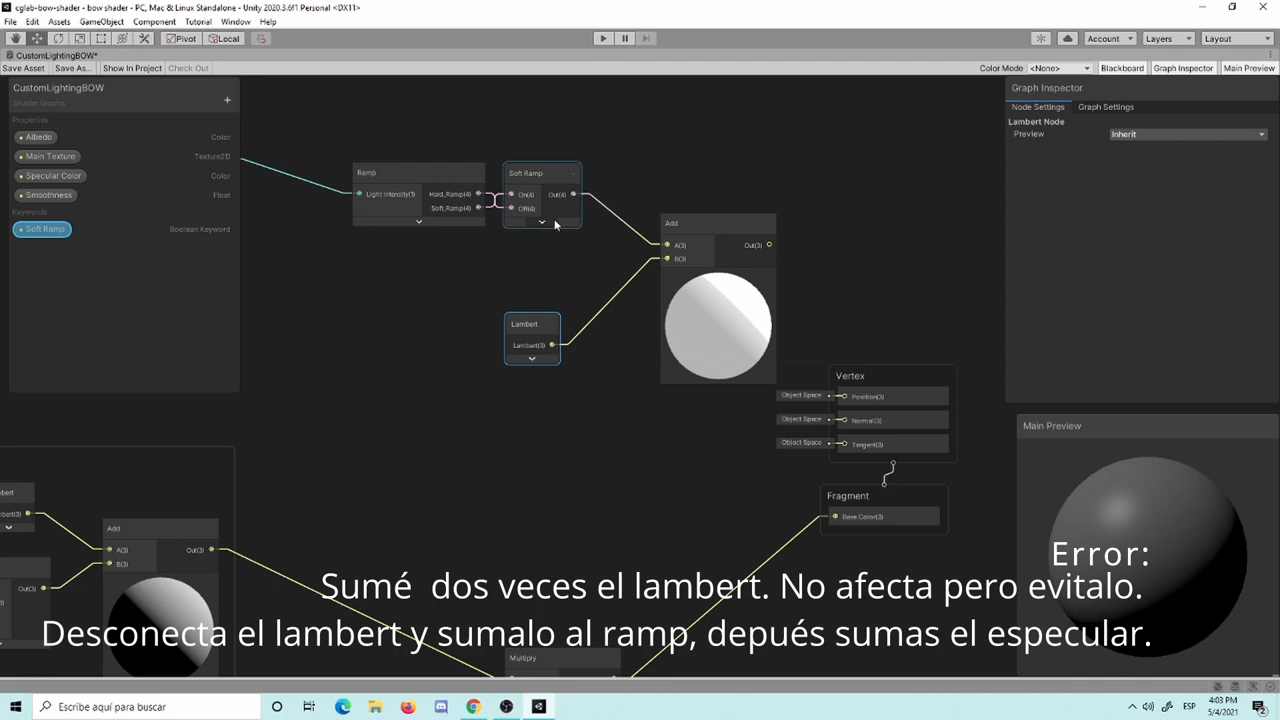 cglab-bow-shader - bow shader - PC, Mac & Linux Standalone - Unity 2020.3.6f1 Personal <DX11>
File Edit Assets GameObject Component Tutorial Window Help
Pivot Local Account Layers Layout
CustomLightingBOW*
Save Asset Save As... Show In Project Check Out Color Mode <None> Blackboard Graph Inspector Main Preview
CustomLightingBOW +
Shader Graphs
Properties
Albedo Color
Main Texture Texture2D
Specular Color Color
Smoothness Float
Keywords
Soft Ramp Boolean Keyword
Ramp
Light Intensity(1) Hard_Ramp(4)
Soft_Ramp(4)
Soft Ramp
On(4) Out(4)
Off(4)
Add
A(3) Out(3)
B(3)
Lambert
Lambert(3)
Graph Inspector
Node Settings Graph Settings
Lambert Node
Preview Inherit
Vertex
Object Space Position(3)
Object Space Normal(3)
Object Space Tangent(3)
Fragment
Base Color(3)
Main Preview
mbert
mbert(3)
Out(3)
Add
A(3) Out(3)
B(3)
Multiply
Error:
Sumé dos veces el lambert. No afecta pero evitalo.
Desconecta el lambert y sumalo al ramp, depués sumas el especular.
Escribe aquí para buscar
ESP
4:03 PM
5/4/2021
2